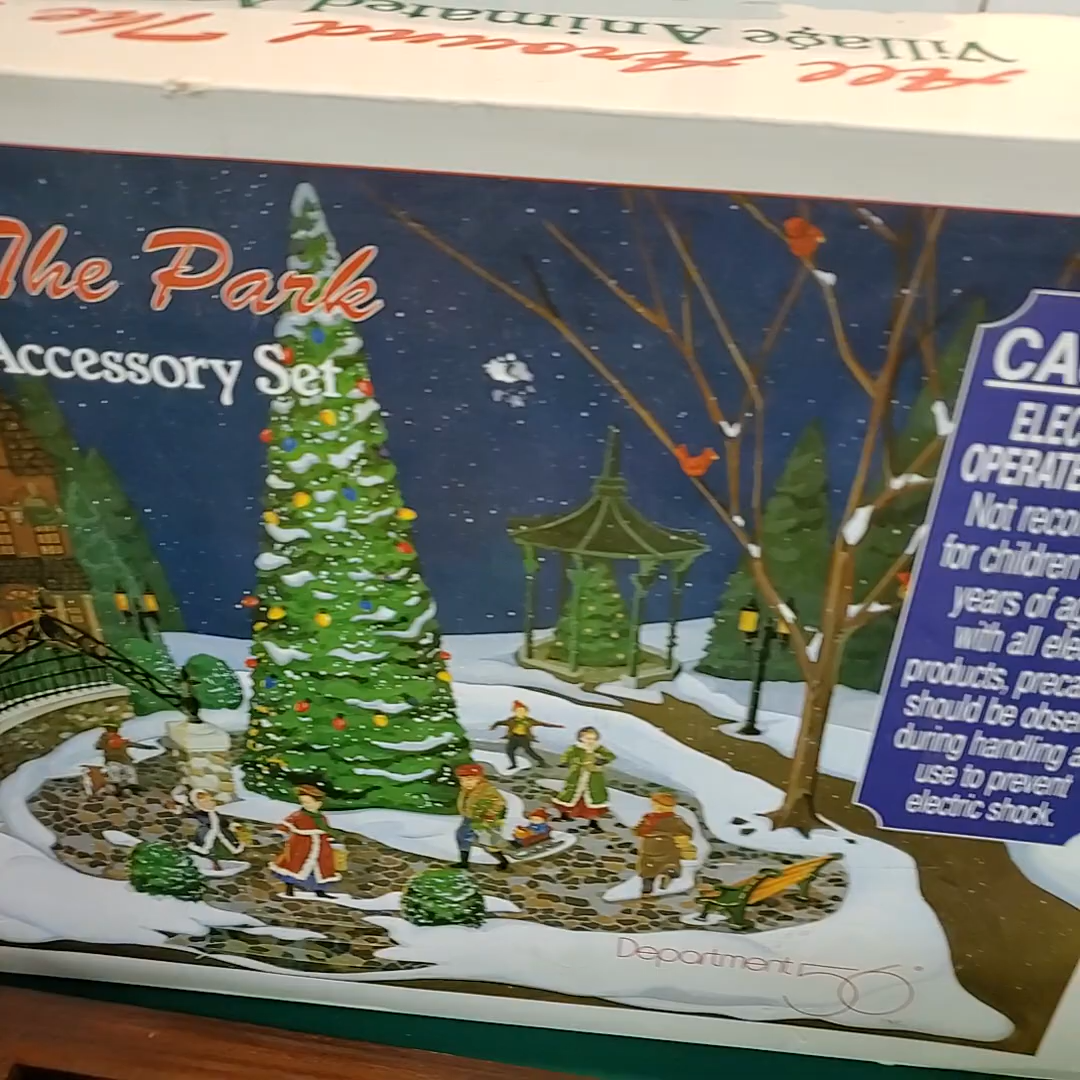 Village Animated
All Around The
The Park
Accessory Set
ELEC
OPERATE
Not reco
for children
years of a
with all ele
products, preca
should be obse
during handling a
use to prevent
electric shock.
Department 56